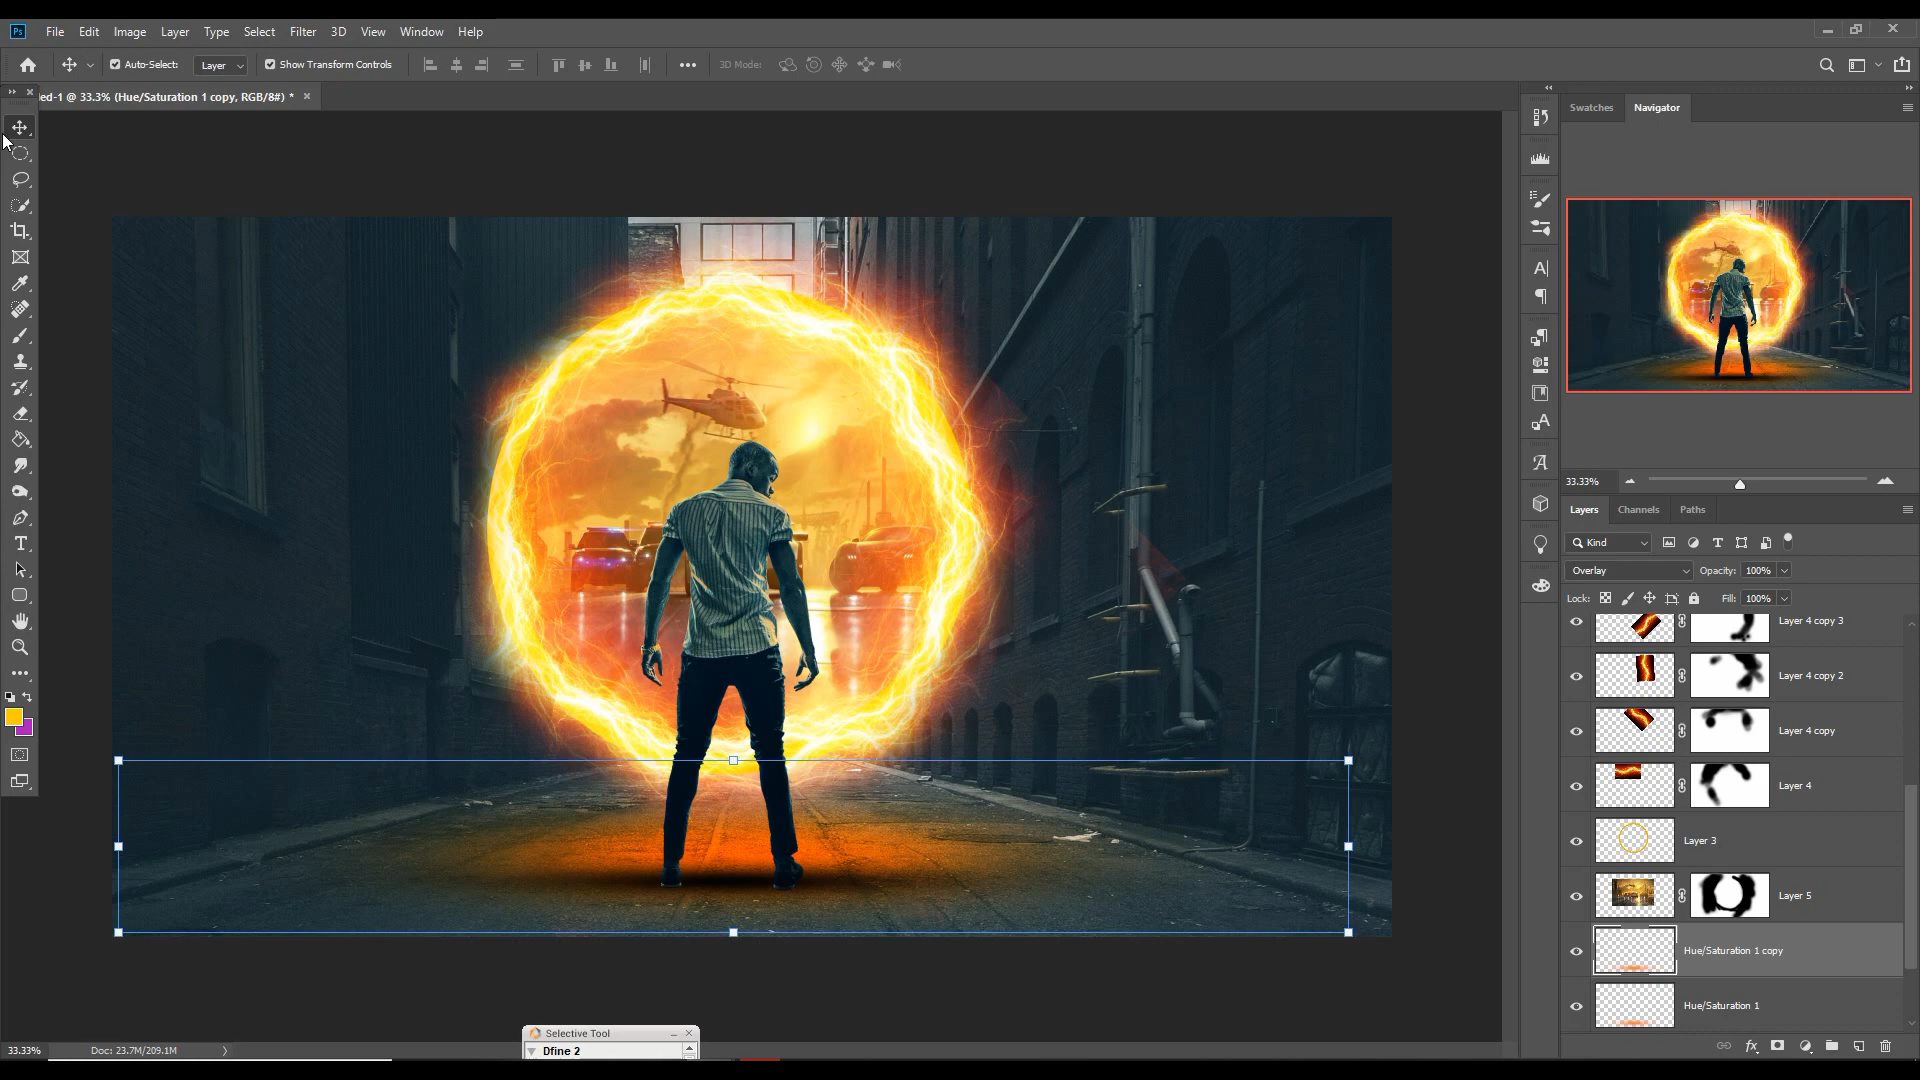 Ps File Edit Image Layer Type Select Filter 3D View Window Help
Auto-Select: Layer Show Transform Controls 3D Mode:
ed-1 @ 33.3% (Hue/Saturation 1 copy, RGB/8#) *
Swatches Navigator
33.33%
Layers Channels Paths
Kind
Overlay Opacity: 100%
Lock: Fill: 100%
Layer 4 copy 3
Layer 4 copy 2
Layer 4 copy
Layer 4
Layer 3
Layer 5
Hue/Saturation 1 copy
Hue/Saturation 1
33.33% Doc: 23.7M/209.1M
Selective Tool
Dfine 2